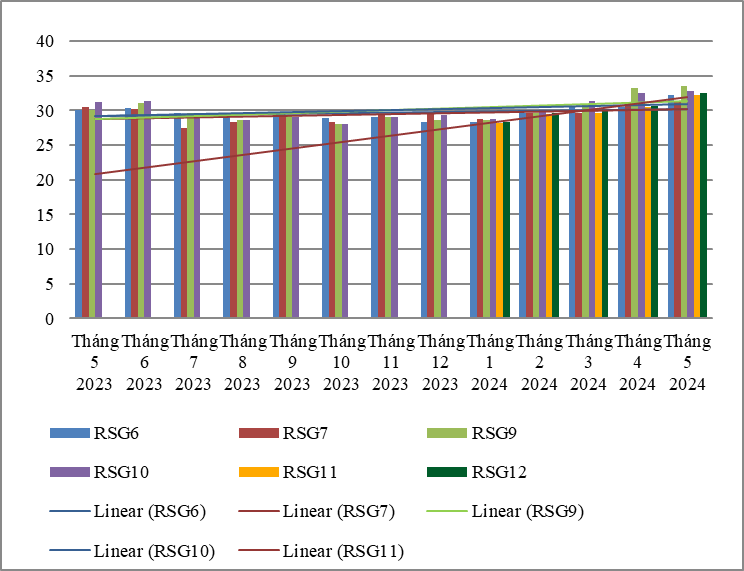 40
35
30
25
20
15
10
5
0
Tháng Tháng Tháng Tháng Tháng Tháng Tháng Tháng Tháng Tháng Tháng Tháng Tháng
5 6 7 8 9 10 11 12 1 2 3 4 5
2023 2023 2023 2023 2023 2023 2023 2023 2024 2024 2024 2024 2024
RSG6 RSG7 RSG9
RSG10 RSG11 RSG12
Linear (RSG6) Linear (RSG7) Linear (RSG9)
Linear (RSG10) Linear (RSG11)